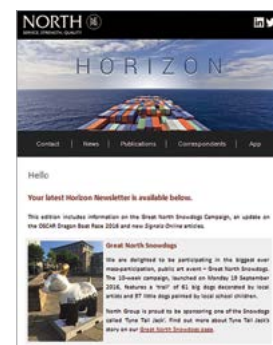 NORTH
SERVICE, STRENGTH, QUALITY
HORIZON
Contact | News | Publications | Correspondents | App
Hello
Your latest Horizon Newsletter is available below.
This edition includes information on the Great North Snowdogs Campaign, an update on
the OSCAR Dragon Boat Race 2016 and new Signals Online articles.
Great North Snowdogs
We are delighted to be participating in the biggest ever
mass-participation, public art event – Great North Snowdogs.
The 10-week campaign, launched on Monday 19 September
2016, features a 'trail' of 61 big dogs decorated by local
artists and 97 little dogs painted by local school children.
North Group is proud to be sponsoring one of the Snowdogs
called 'Tyne Tail Jack'. Find out more about Tyne Tail Jack's
story on our Great North Snowdogs page.